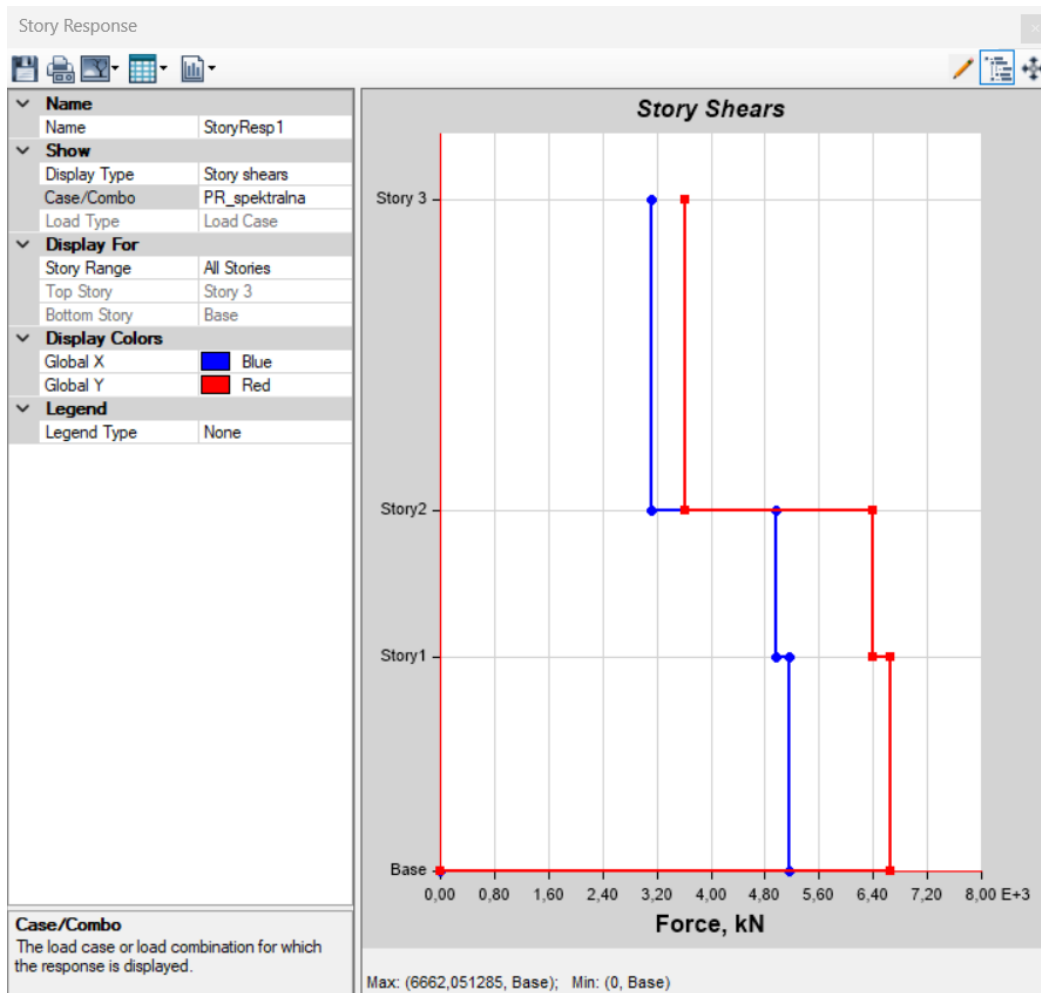 Story Response
Name
Name StoryResp1
Show
Display Type Story shears
Case/Combo PR_spektralna
Load Type Load Case
Display For
Story Range All Stories
Top Story Story 3
Bottom Story Base
Display Colors
Global X Blue
Global Y Red
Legend
Legend Type None
Case/Combo
The load case or load combination for which
the response is displayed.
Story Shears
Story 3
Story2
Story1
Base
0,00 0,80 1,60 2,40 3,20 4,00 4,80 5,60 6,40 7,20 8,00 E+3
Force, kN
Max: (6662,051285, Base); Min: (0, Base)